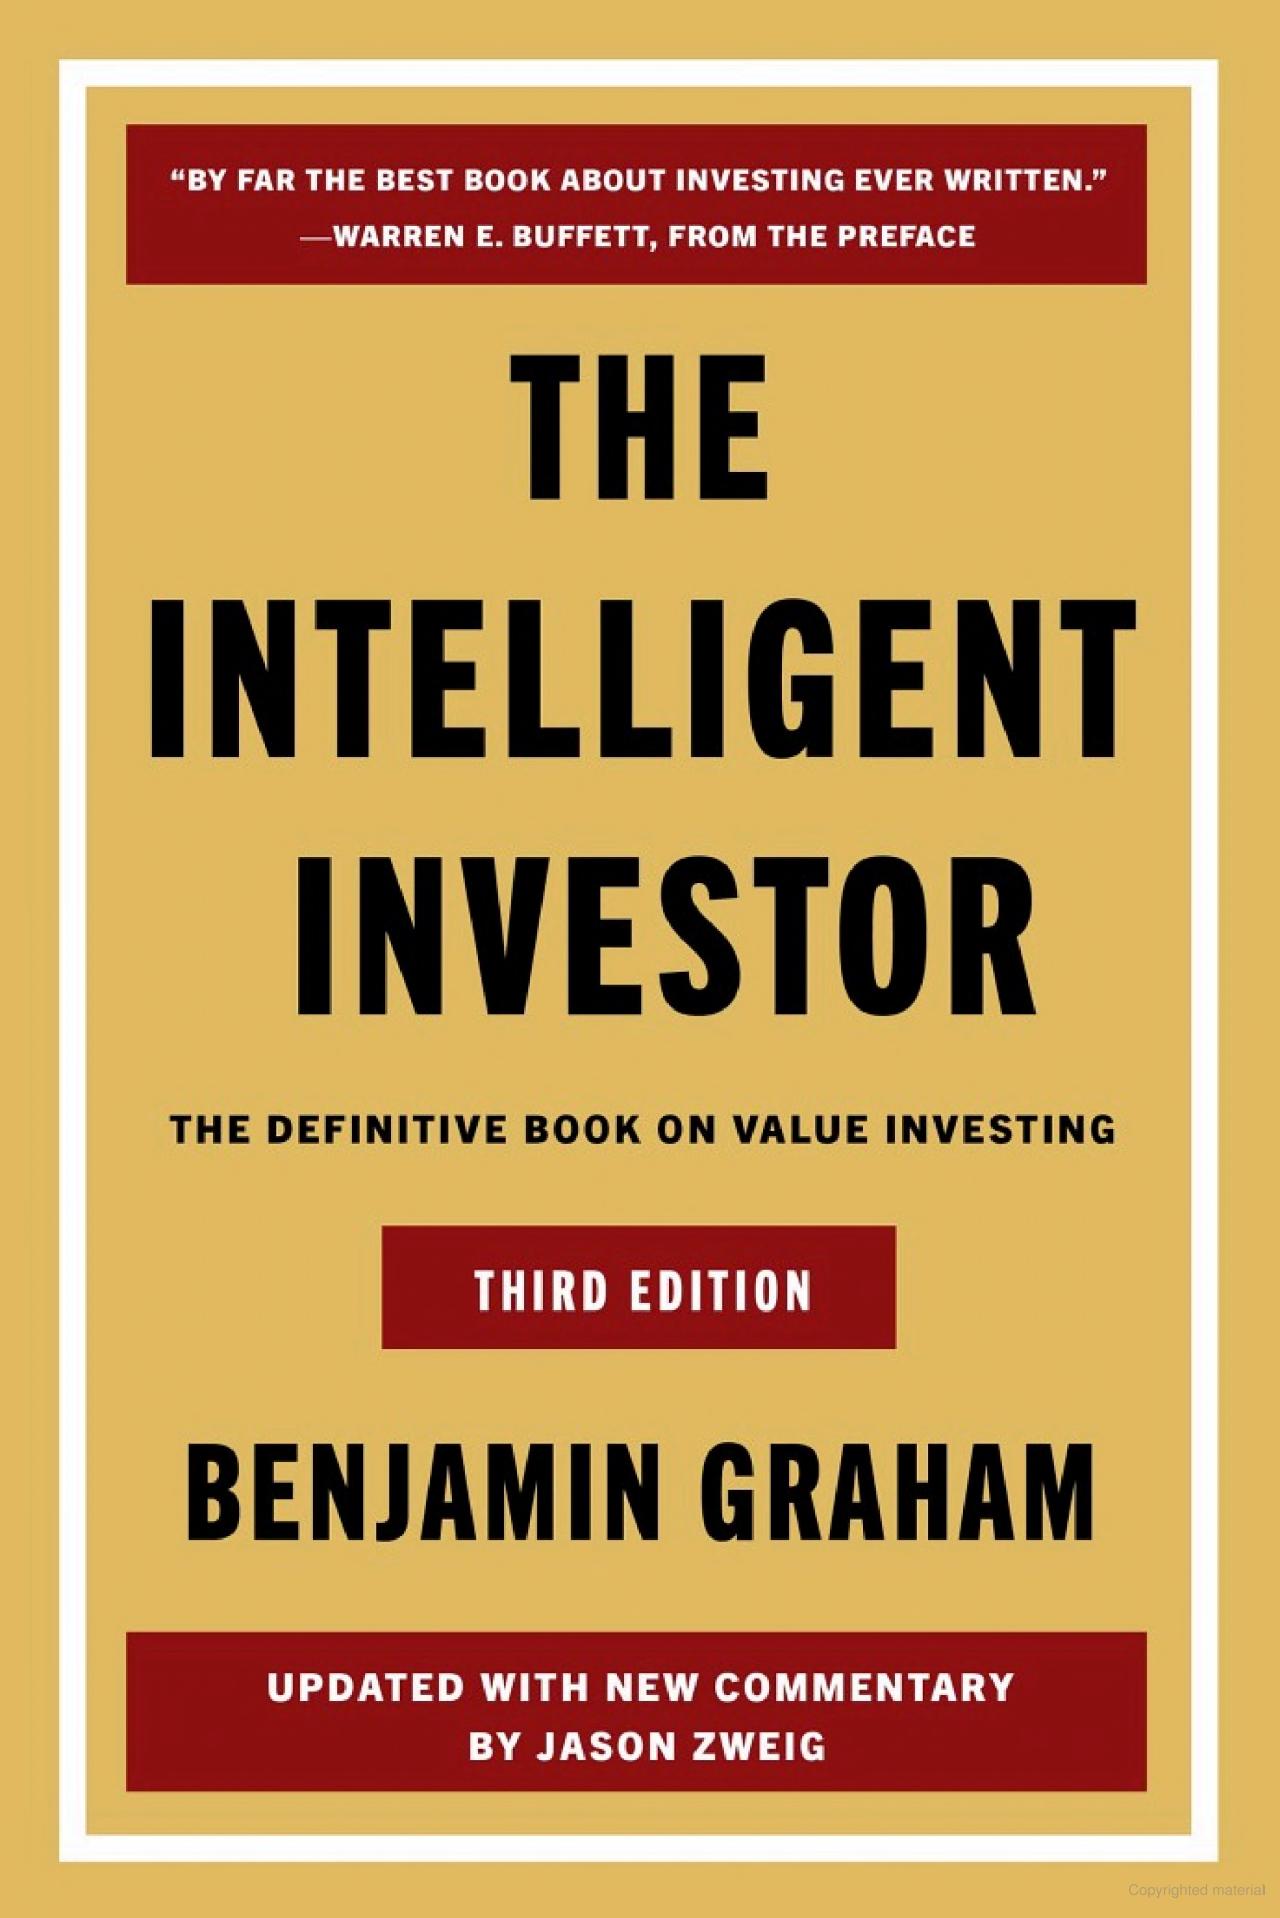 “BY FAR THE BEST BOOK ABOUT INVESTING EVER WRITTEN.”
—WARREN E. BUFFETT, FROM THE PREFACE
THE
INTELLIGENT
INVESTOR
THE DEFINITIVE BOOK ON VALUE INVESTING
THIRD EDITION
BENJAMIN GRAHAM
UPDATED WITH NEW COMMENTARY
BY JASON ZWEIG
Copyrighted material